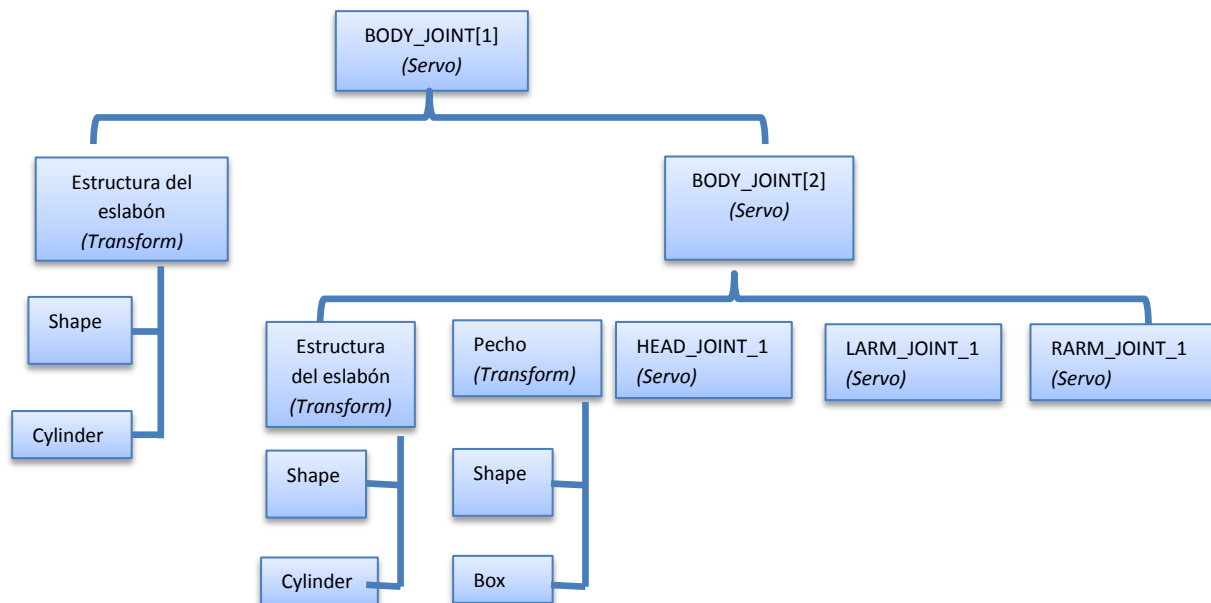 BODY_JOINT[1]
(Servo)
Estructura del
eslabón
(Transform)
Shape
Cylinder
BODY_JOINT[2]
(Servo)
Estructura
del eslabón
(Transform)
Shape
Cylinder
Pecho
(Transform)
Shape
Box
HEAD_JOINT_1
(Servo)
LARM_JOINT_1
(Servo)
RARM_JOINT_1
(Servo)